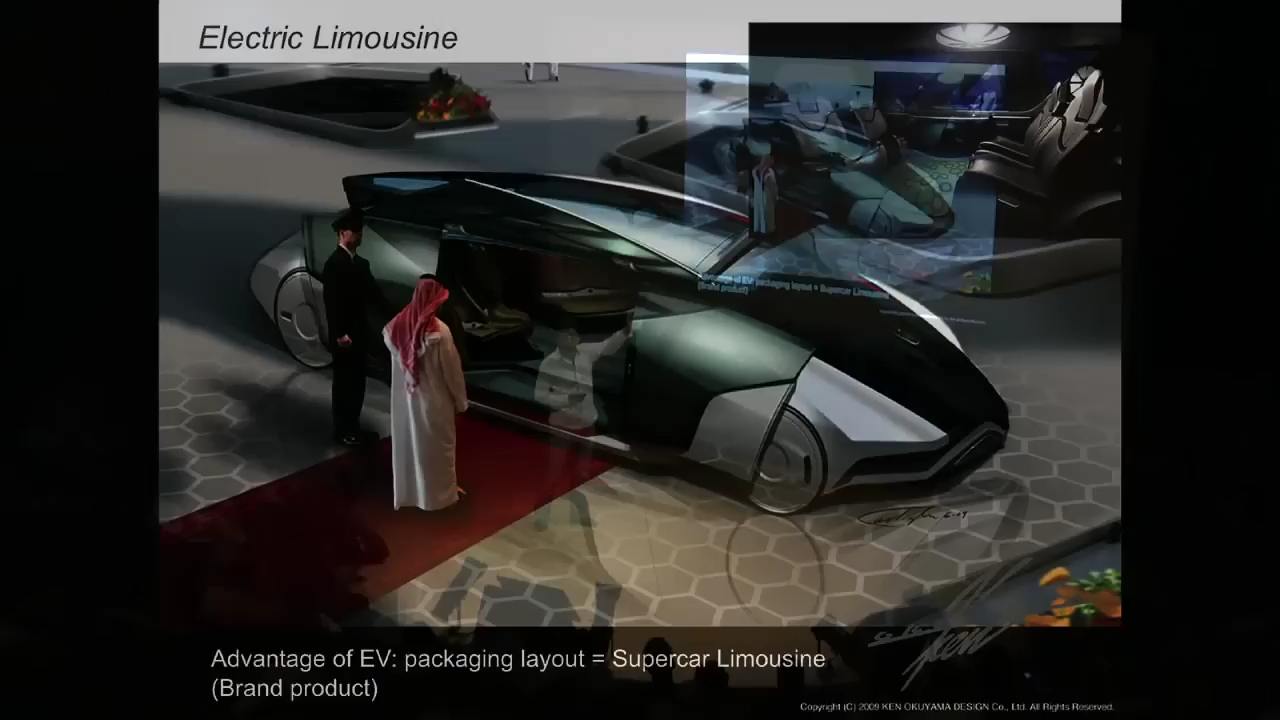 Electric Limousine
Advantage of EV: packaging layout = Supercar Limousine
(Brand product)
Copyright (C) 2009 KEN OKUYAMA DESIGN Co., Ltd. All Rights Reserved.